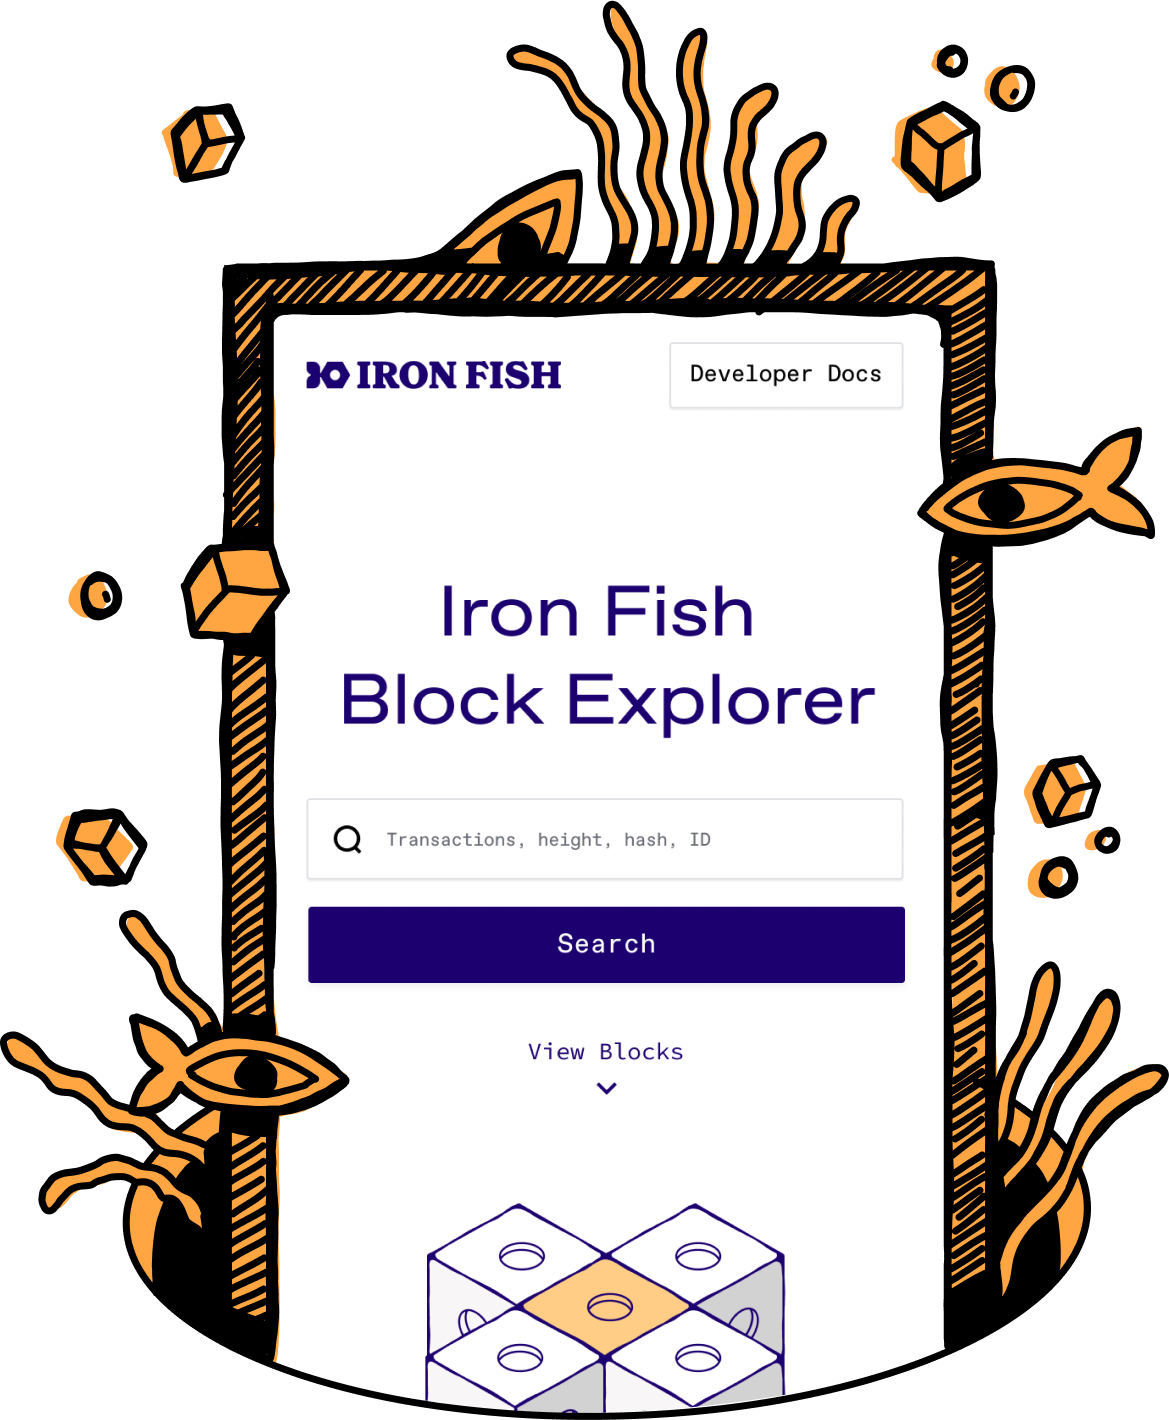 IRON FISH
Developer Docs
Iron Fish
Block Explorer
Transactions, height, hash, ID
Search
View Blocks